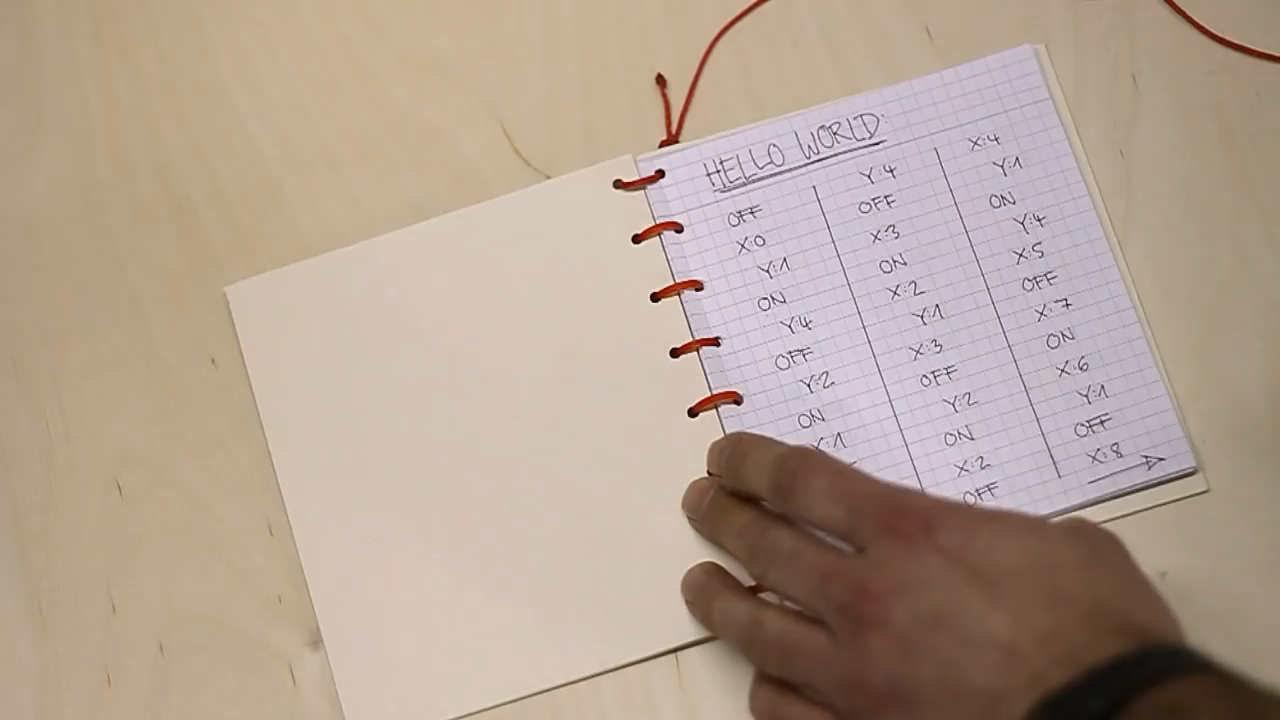 HELLO WORLD:
OFF
X:0
Y:1
ON
Y:4
OFF
Y:2
ON
X:1
Y:4
OFF
X:3
ON
X:2
Y:1
X:3
OFF
Y:2
ON
X:2
OFF
X:4
Y:1
ON
Y:4
X:5
OFF
X:7
ON
X:6
Y:1
OFF
X:8